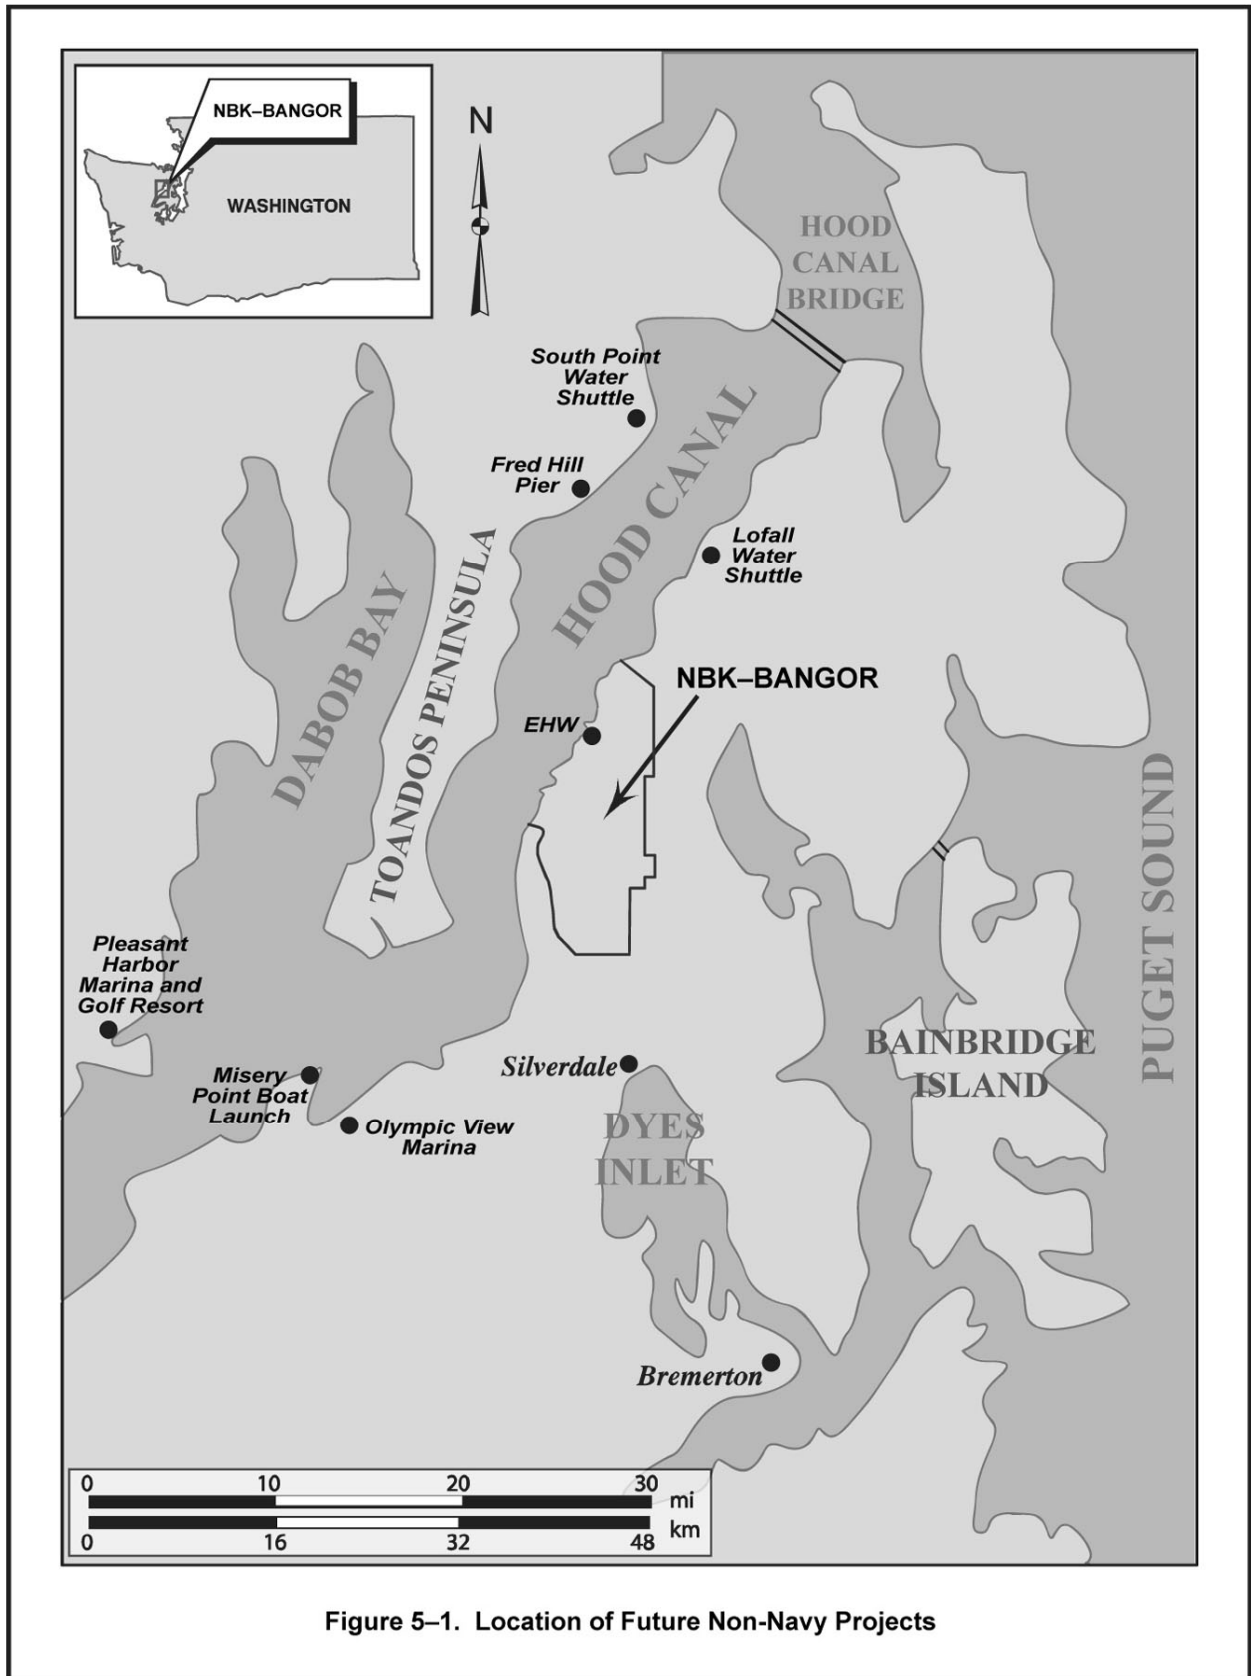 NBK–BANGOR
WASHINGTON
N
HOOD
CANAL
BRIDGE
South Point
Water
Shuttle
Fred Hill
Pier
HOOD CANAL
Lofall
Water
Shuttle
DABOB BAY
TOANDOS PENINSULA
NBK–BANGOR
EHW
PUGET SOUND
Pleasant
Harbor
Marina and
Golf Resort
BAINBRIDGE
ISLAND
Silverdale
Misery
Point Boat
Launch
Olympic View
Marina
DYES
INLET
Bremerton
0 10 20 30
mi
km
0 16 32 48
Figure 5–1. Location of Future Non-Navy Projects